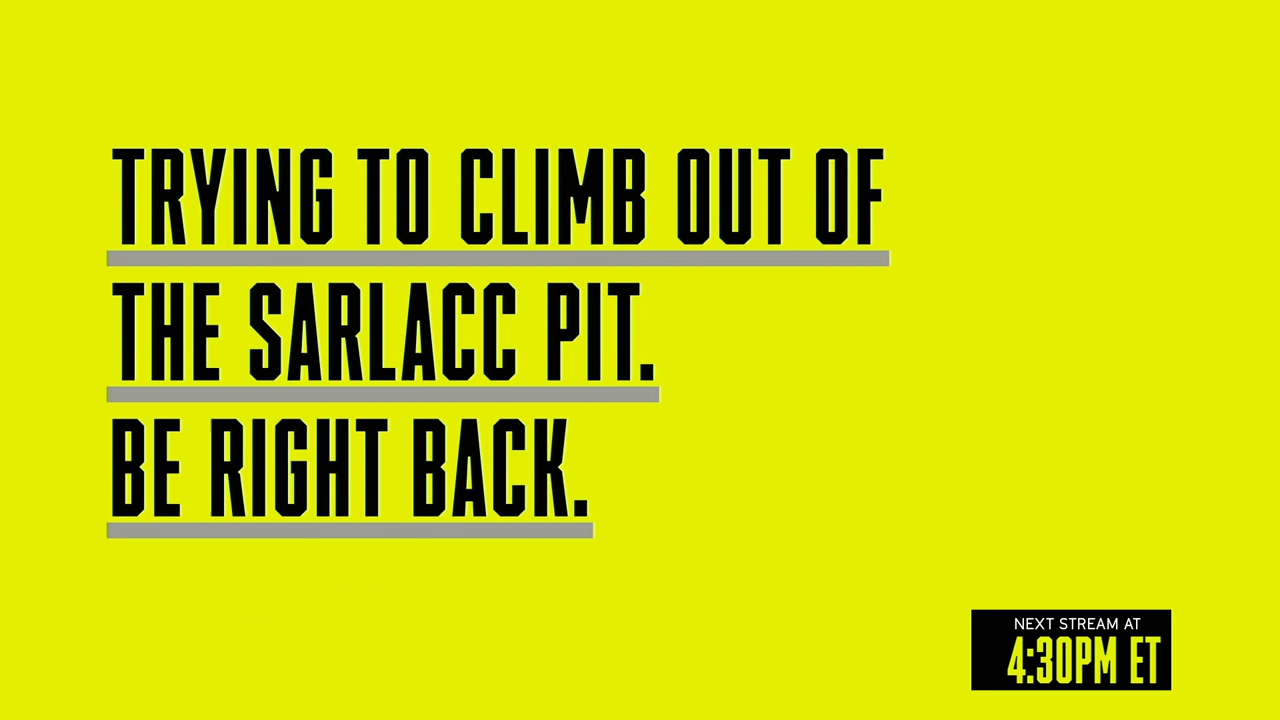 TRYING TO CLIMB OUT OF
THE SARLACC PIT.
BE RIGHT BACK.
NEXT STREAM AT
4:30PM ET